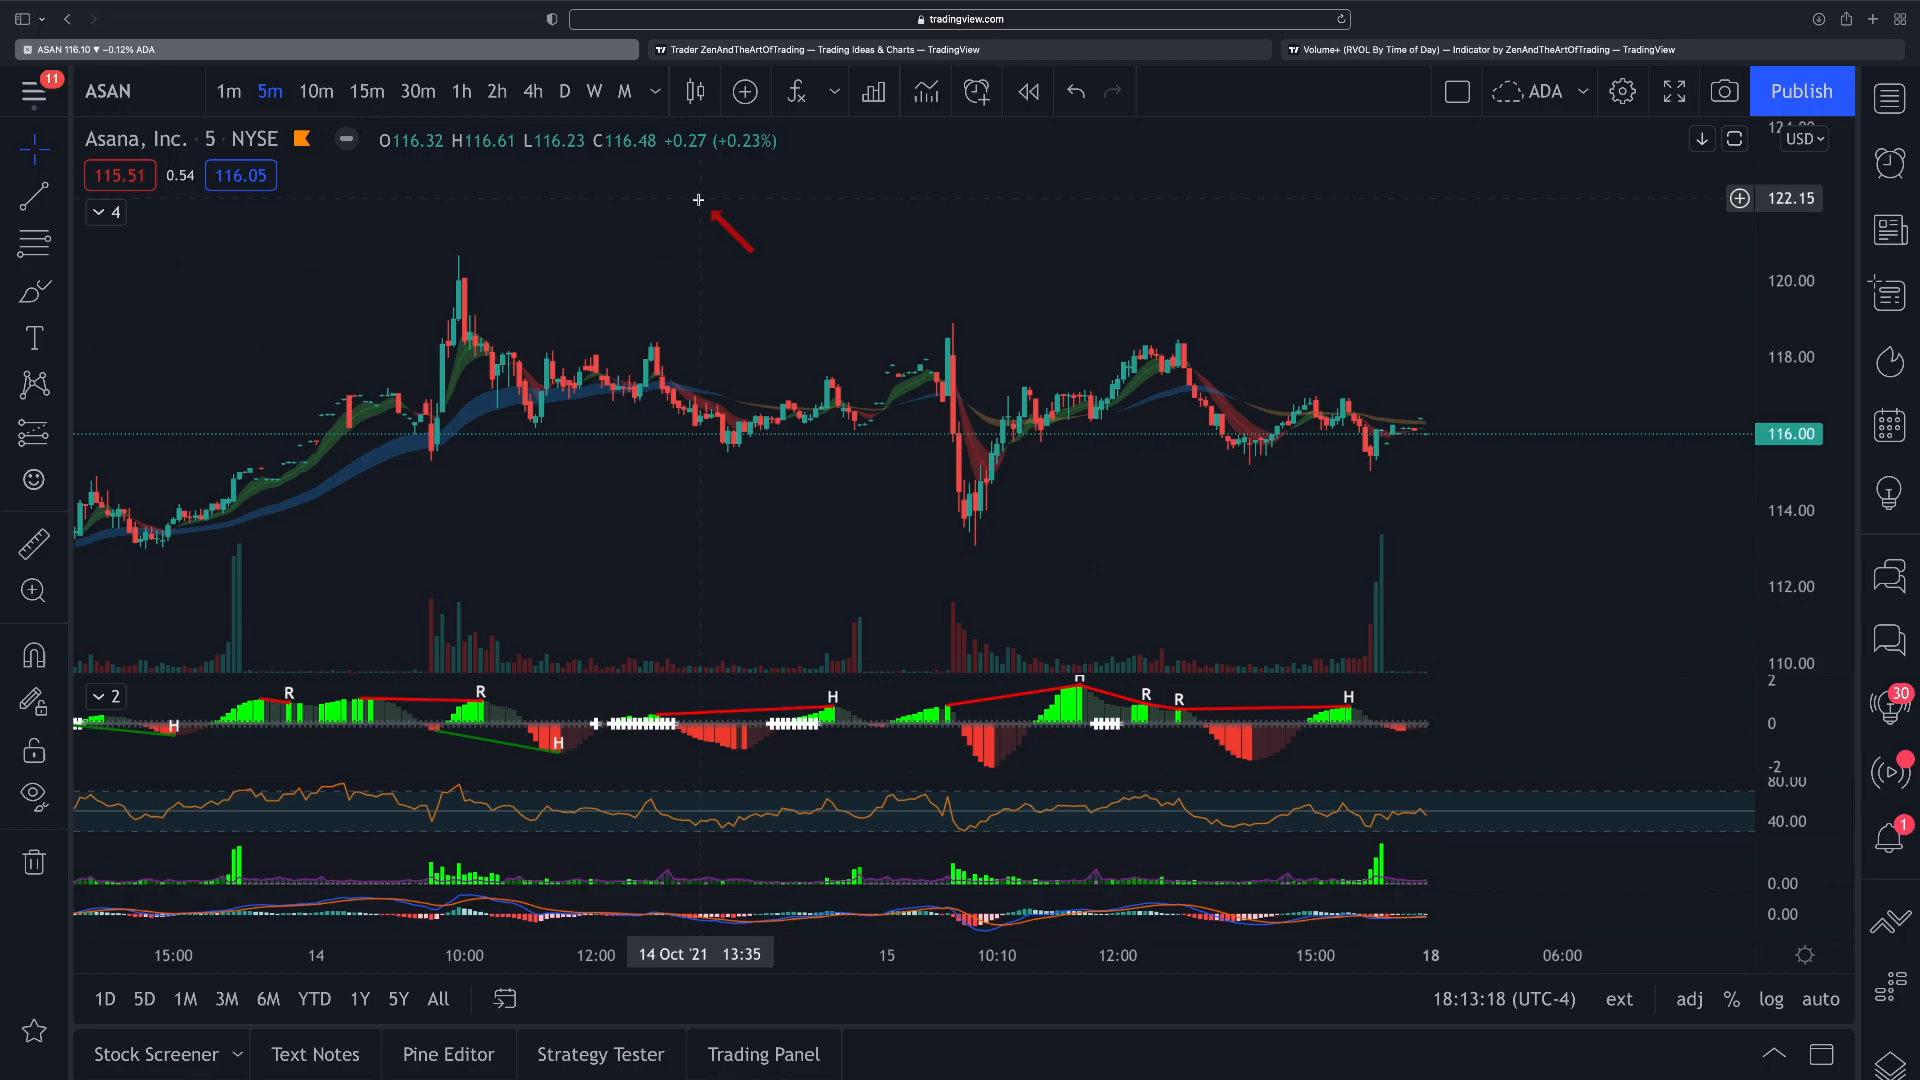 tradingview.com
ASAN 116.10 ▼ −0.12% ADA
Trader ZenAndTheArtOfTrading — Trading Ideas & Charts — TradingView
Volume+ (RVOL By Time of Day) — Indicator by ZenAndTheArtOfTrading — TradingView
11
ASAN 1m 5m 10m 15m 30m 1h 2h 4h D W M ADA Publish
Asana, Inc. · 5 · NYSE O116.32 H116.61 L116.23 C116.48 +0.27 (+0.23%)
USD
115.51 0.54 116.05
122.15
4
120.00
118.00
116.00
114.00
112.00
110.00
2
2
R R H H R R H
H H
0
-2
80.00
40.00
0.00
0.00
30
1
15:00 14 10:00 12:00 14 Oct '21 13:35 15 10:10 12:00 15:00 18 06:00
1D 5D 1M 3M 6M YTD 1Y 5Y All 18:13:18 (UTC-4) ext adj % log auto
Stock Screener Text Notes Pine Editor Strategy Tester Trading Panel